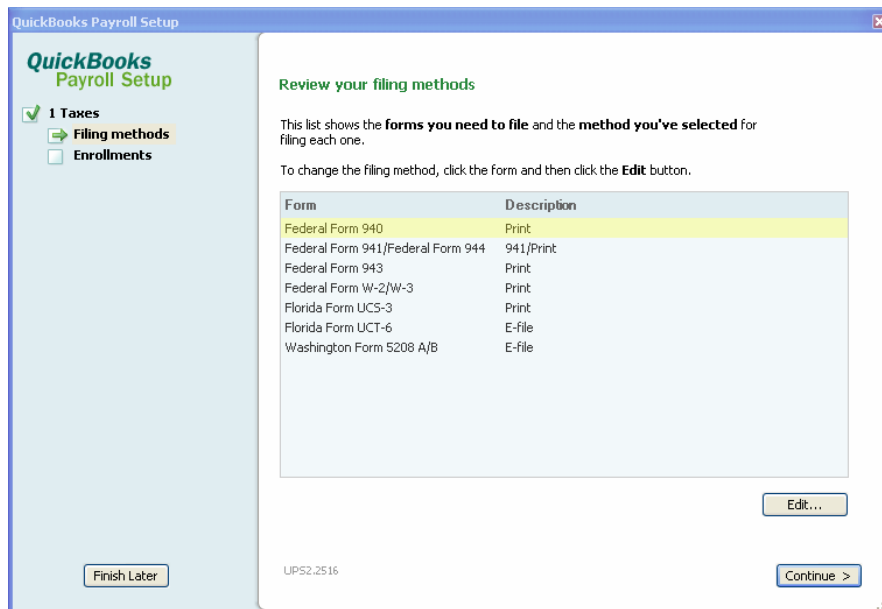 QuickBooks Payroll Setup
QuickBooks
Payroll Setup
1 Taxes
Filing methods
Enrollments
Finish Later
Review your filing methods
This list shows the forms you need to file and the method you've selected for
filing each one.
To change the filing method, click the form and then click the Edit button.
Form Description
Federal Form 940 Print
Federal Form 941/Federal Form 944 941/Print
Federal Form 943 Print
Federal Form W-2/W-3 Print
Florida Form UCS-3 Print
Florida Form UCT-6 E-file
Washington Form 5208 A/B E-file
Edit...
UPS2.2516
Continue >